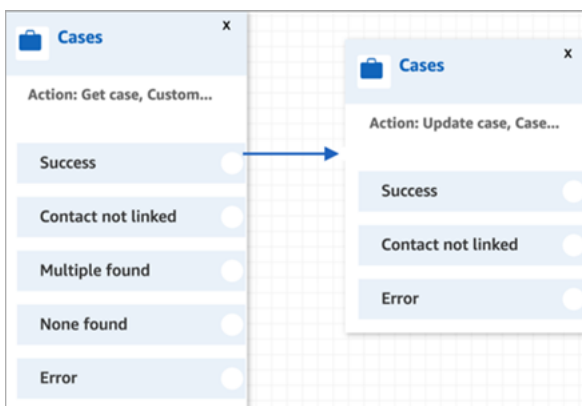 Cases
x
Action: Get case, Custom...
Success
Contact not linked
Multiple found
None found
Error
Cases
x
Action: Update case, Case...
Success
Contact not linked
Error